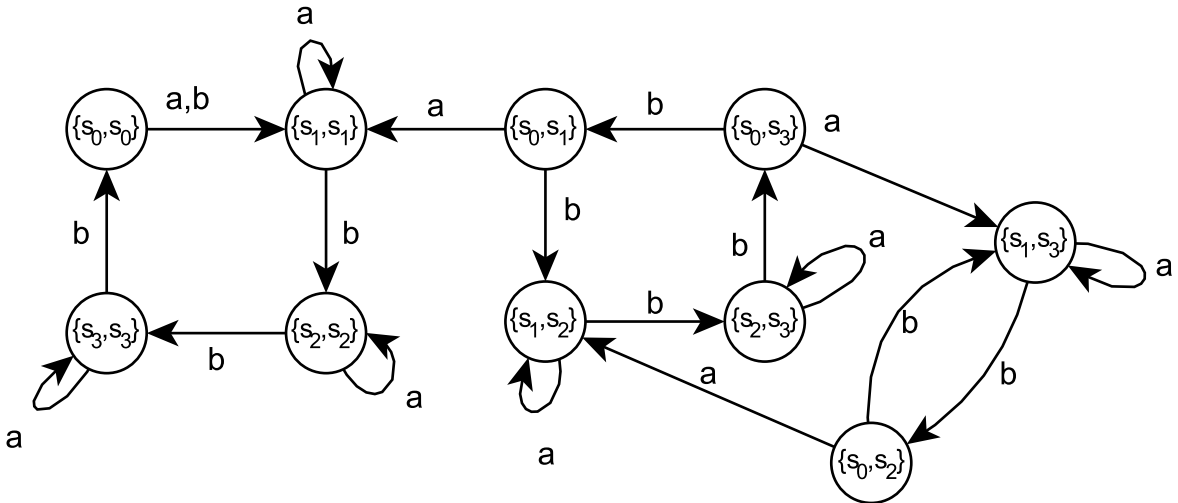 a
a,b
a
b
a
{s0,s0}
{s1,s1}
{s0,s1}
{s0,s3}
b
b
b
b
a
{s1,s3}
a
{s3,s3}
b
{s2,s2}
{s1,s2}
b
{s2,s3}
b
a
b
a
a
a
{s0,s2}